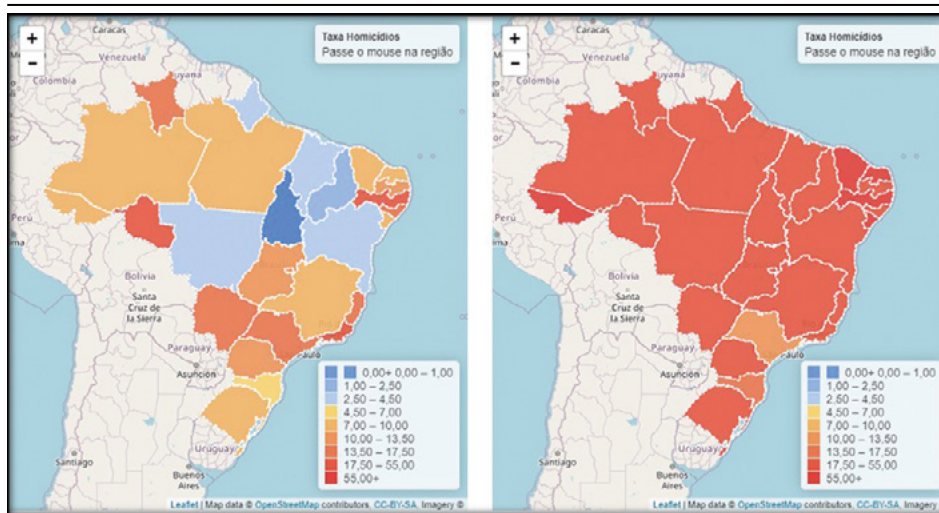 +
−
Taxa Homicídios
Passe o mouse na região
Caracas
Venezuela
Guyana
Colombia
Perú
Bolivia
Santa
Cruz de
la Sierra
Paraguay
Asunción
Paulo
Uruguay
Santiago
Buenos
Aires
0,00+ 0,00 – 1,00
1,00 – 2,50
2,50 – 4,50
4,50 – 7,00
7,00 – 10,00
10,00 – 13,50
13,50 – 17,50
17,50 – 55,00
55,00+
Leaflet | Map data © OpenStreetMap contributors, CC-BY-SA, Imagery ©
+
−
Taxa Homicídios
Passe o mouse na região
Caracas
Venezuela
Guyana
Colombia
Perú
Bolivia
Santa
Cruz de
la Sierra
Paraguay
Asunción
Paulo
Uruguay
Santiago
Buenos
Aires
0,00+ 0,00 – 1,00
1,00 – 2,50
2,50 – 4,50
4,50 – 7,00
7,00 – 10,00
10,00 – 13,50
13,50 – 17,50
17,50 – 55,00
55,00+
Leaflet | Map data © OpenStreetMap contributors, CC-BY-SA, Imagery ©